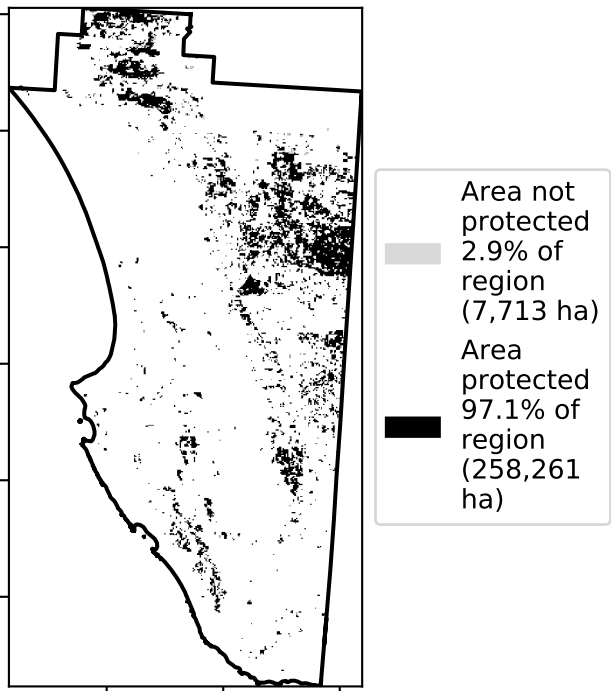 Area not
protected
2.9% of
region
(7,713 ha)
Area
protected
97.1% of
region
(258,261
ha)